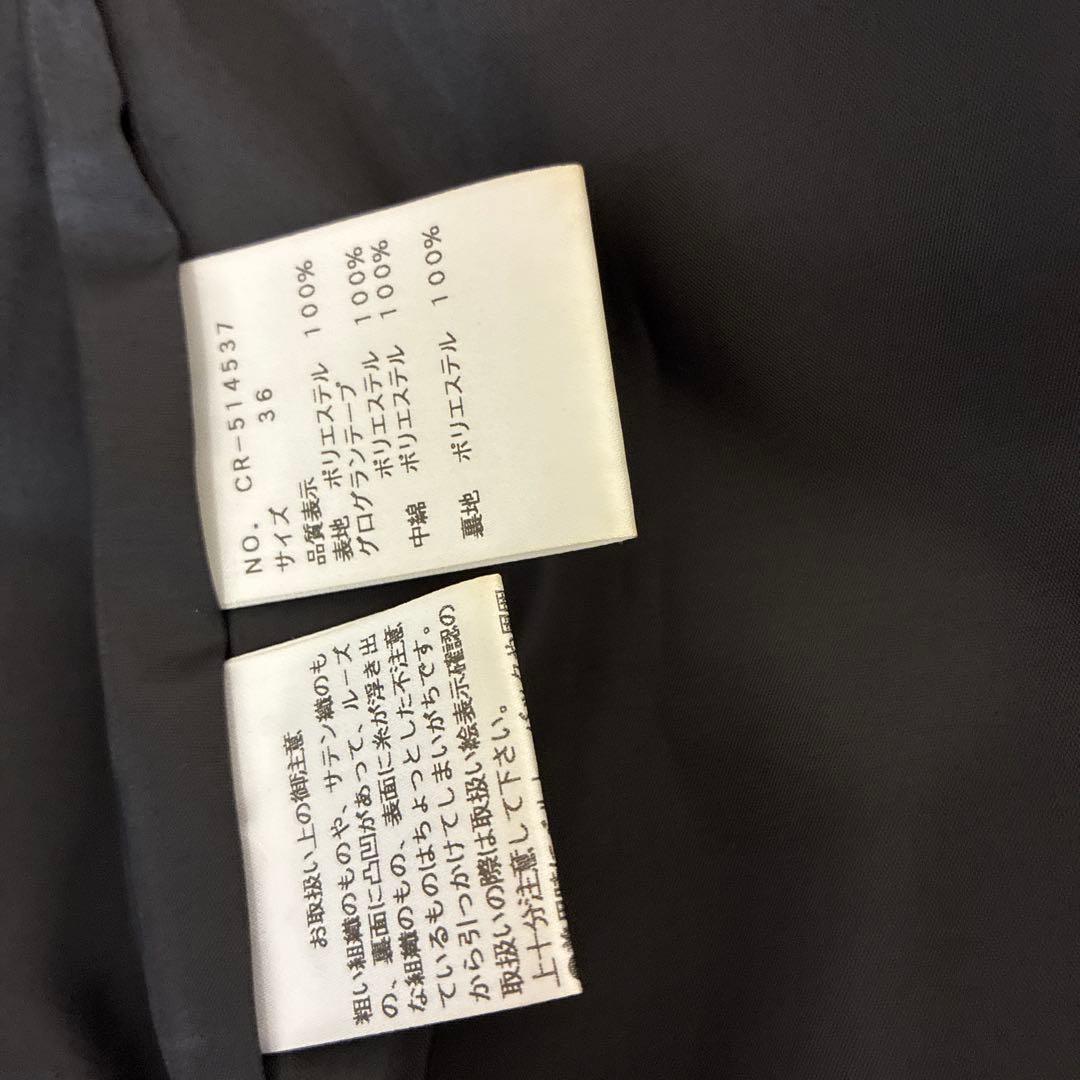 NO. CR-514537
サイズ 36
品質表示
表地 ポリエステル 100%
グログランテープ
ポリエステル 100%
中綿 ポリエステル 100%
裏地 ポリエステル 100%
お取扱い上の御注意
粗い組織のものや、サテン織のも
の、裏面に凸凹があって、ルーズ
な組織のもの、表面に糸が浮き出
ているものはちょっとした不注意
から引っかけてしまいがちです。
取扱いの際は取扱い絵表示確認の
上十分注意して下さい。